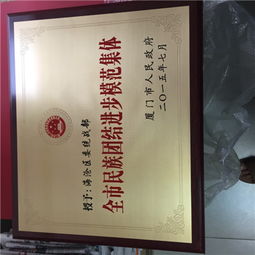 授予：海沧区委统战部
全市民族团结进步模范集体
厦门市人民政府
二〇一五年七月